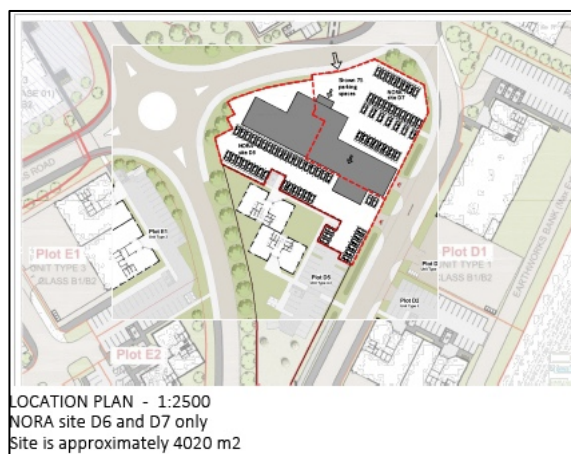 Shown 75
parking
spaces
NORA
site D7
NORA
site D6
Plot E1
Plot E1
UNIT TYPE 3
CLASS B1/B2
Plot D5
Plot D1
UNIT TYPE 1
CLASS B1/B2
Plot D2
Plot E2
EARTHWORKS BANK
LOCATION PLAN - 1:2500
NORA site D6 and D7 only
Site is approximately 4020 m2